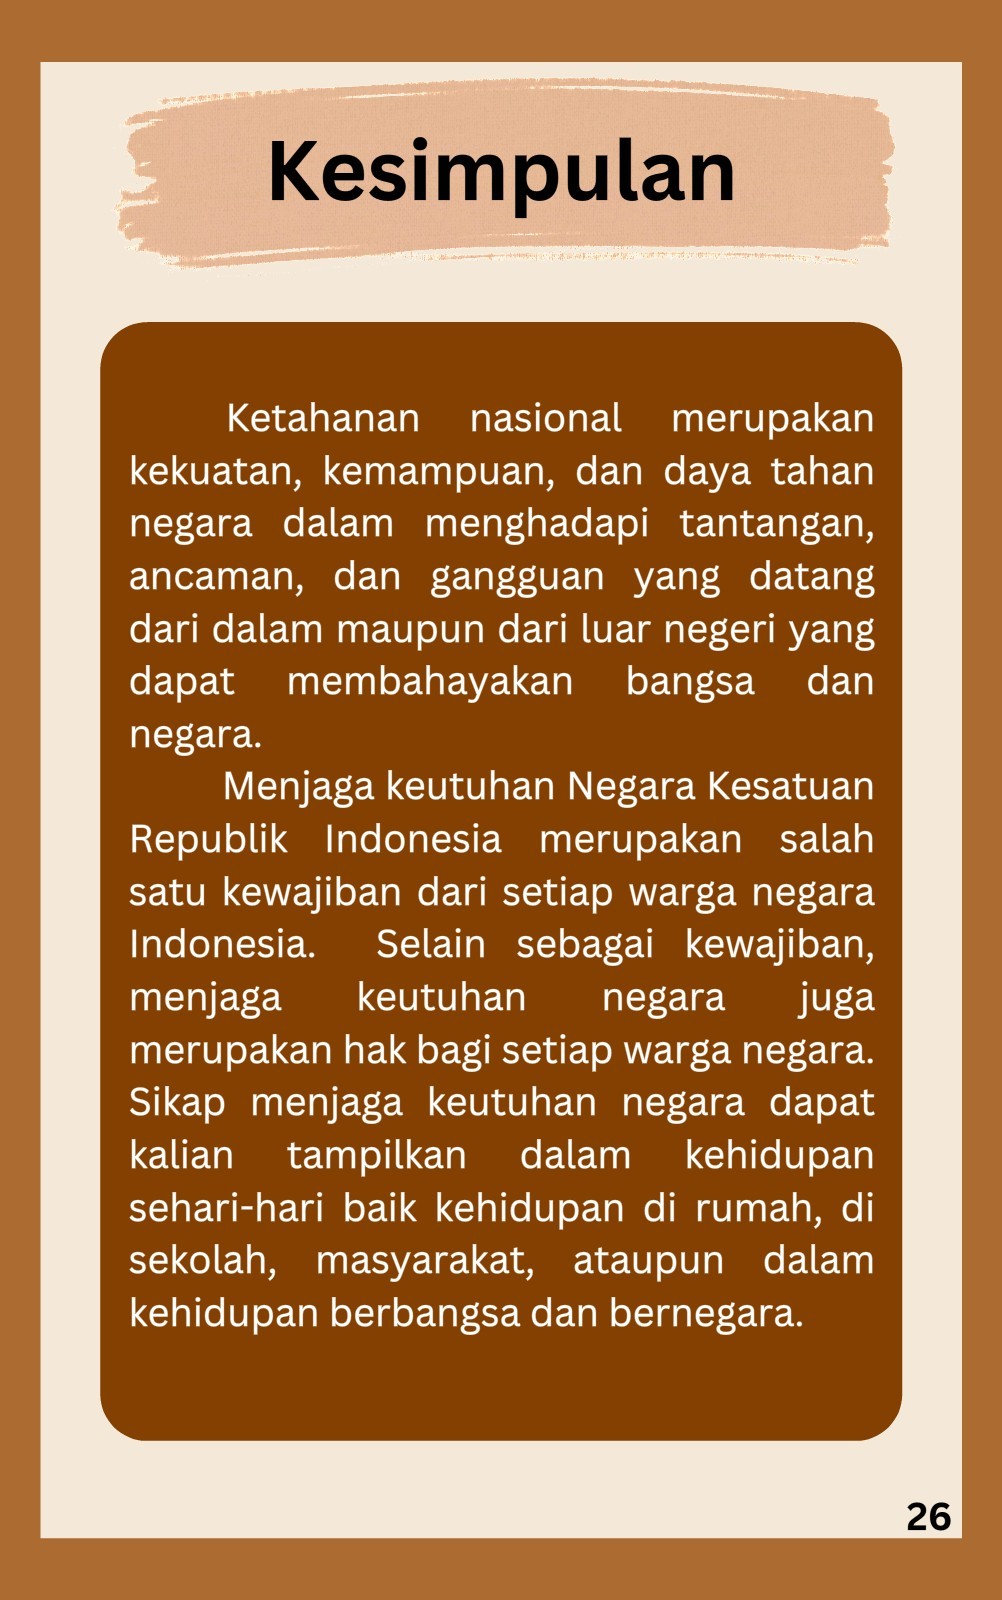 Kesimpulan
Ketahanan nasional merupakan
kekuatan, kemampuan, dan daya tahan
negara dalam menghadapi tantangan,
ancaman, dan gangguan yang datang
dari dalam maupun dari luar negeri yang
dapat membahayakan bangsa dan
negara.
Menjaga keutuhan Negara Kesatuan
Republik Indonesia merupakan salah
satu kewajiban dari setiap warga negara
Indonesia. Selain sebagai kewajiban,
menjaga keutuhan negara juga
merupakan hak bagi setiap warga negara.
Sikap menjaga keutuhan negara dapat
kalian tampilkan dalam kehidupan
sehari-hari baik kehidupan di rumah, di
sekolah, masyarakat, ataupun dalam
kehidupan berbangsa dan bernegara.
26